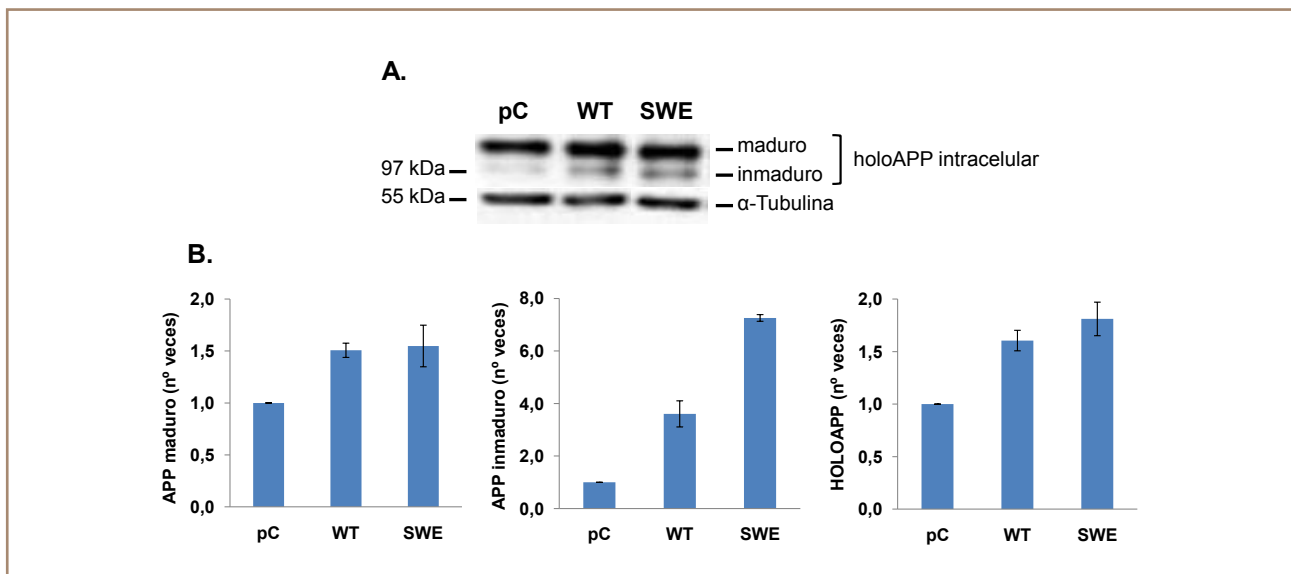 A.
pC WT SWE
maduro
holoAPP intracelular
97 kDa
inmaduro
55 kDa
α-Tubulina
B.
APP maduro (nº veces)
2,0
1,5
1,0
0,5
0,0
pC WT SWE
APP inmaduro (nº veces)
8,0
6,0
4,0
2,0
0,0
pC WT SWE
HOLOAPP (nº veces)
2,0
1,5
1,0
0,5
0,0
pC WT SWE